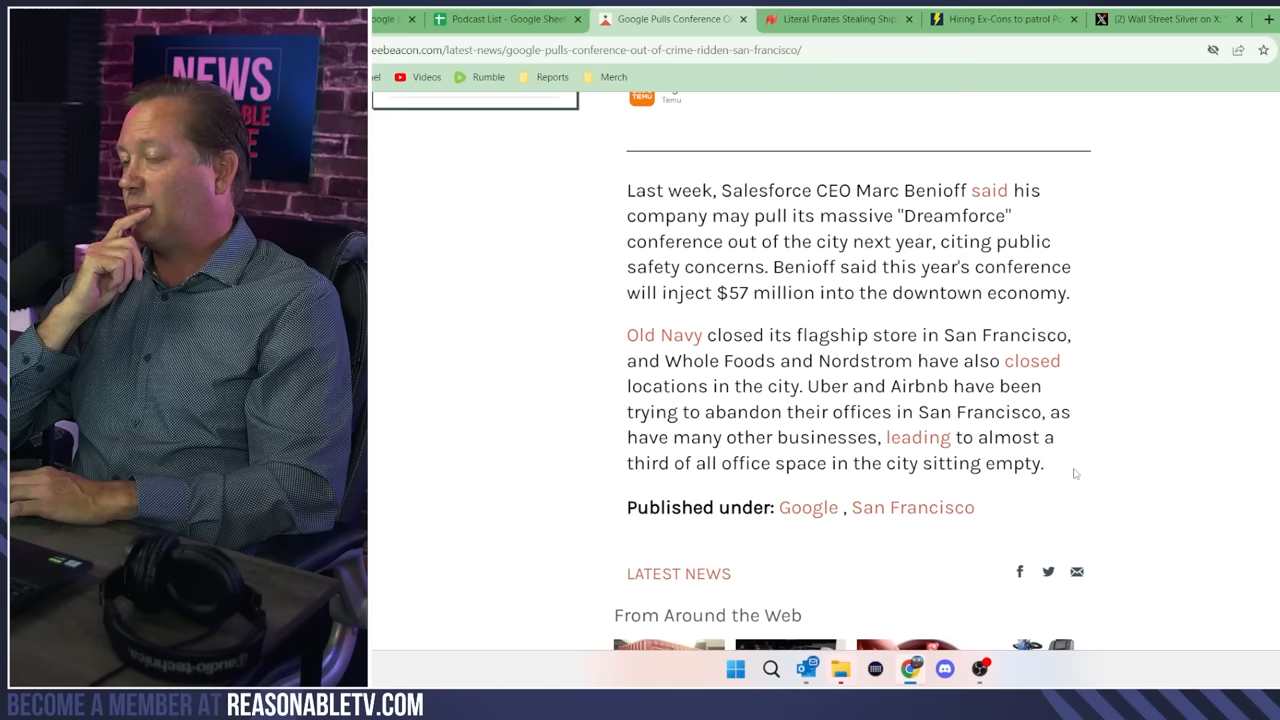 NEWS
oogle
Podcast List - Google Sheet
Google Pulls Conference O
Literal Pirates Stealing Ship
Hiring Ex-Cons to patrol P
(2) Wall Street Silver on X:
eebeacon.com/latest-news/google-pulls-conference-out-of-crime-ridden-san-francisco/
nel
Videos
Rumble
Reports
Merch
TEMU
Temu
Last week, Salesforce CEO Marc Benioff said his
company may pull its massive "Dreamforce"
conference out of the city next year, citing public
safety concerns. Benioff said this year's conference
will inject $57 million into the downtown economy.
Old Navy closed its flagship store in San Francisco,
and Whole Foods and Nordstrom have also closed
locations in the city. Uber and Airbnb have been
trying to abandon their offices in San Francisco, as
have many other businesses, leading to almost a
third of all office space in the city sitting empty.
Published under: Google , San Francisco
LATEST NEWS
From Around the Web
audio-technica
BECOME A MEMBER AT REASONABLETV.COM